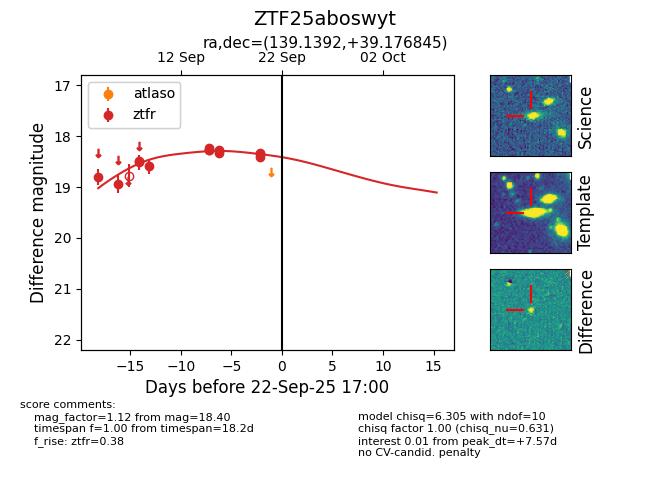 ZTF25aboswyt
ra,dec=(139.1392,+39.176845)
12 Sep
22 Sep
02 Oct
atlaso
ztfr
17
18
19
20
21
22
Difference magnitude
−15
−10
−5
0
5
10
15
Days before 22-Sep-25 17:00
Science
Template
Difference
score comments:
mag_factor=1.12 from mag=18.40
timespan f=1.00 from timespan=18.2d
f_rise: ztfr=0.38
model chisq=6.305 with ndof=10
chisq factor 1.00 (chisq_nu=0.631)
interest 0.01 from peak_dt=+7.57d
no CV-candid. penalty